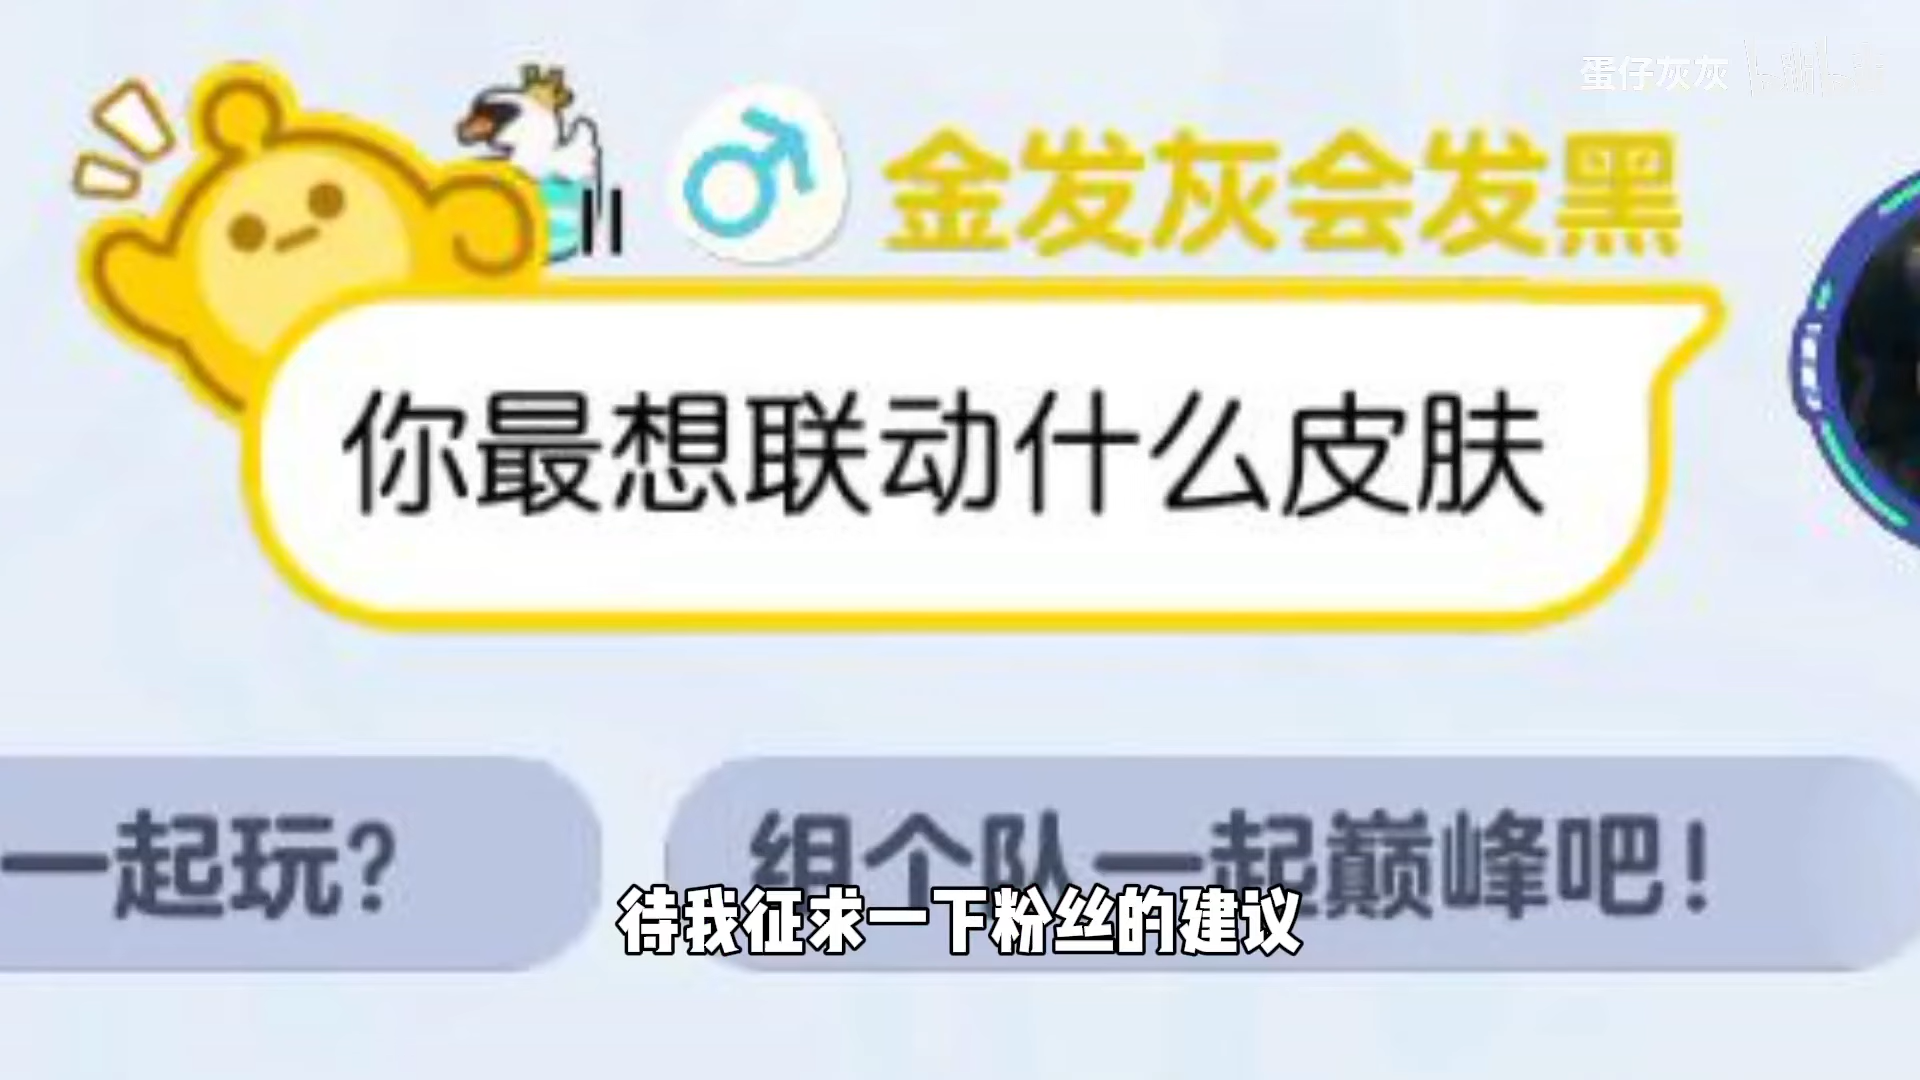 蛋仔灰灰 bilibili
金发灰会发黑
你最想联动什么皮肤
一起玩?
组个队一起巅峰吧!
待我征求一下粉丝的建议